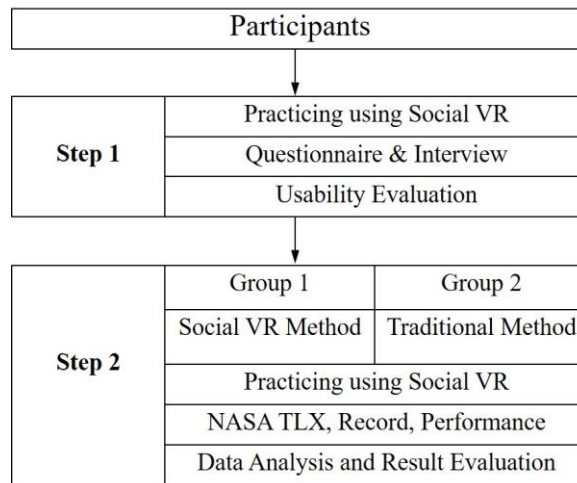 Participants
Step 1
Practicing using Social VR
Questionnaire & Interview
Usability Evaluation
Step 2
Group 1
Group 2
Social VR Method
Traditional Method
Practicing using Social VR
NASA TLX, Record, Performance
Data Analysis and Result Evaluation